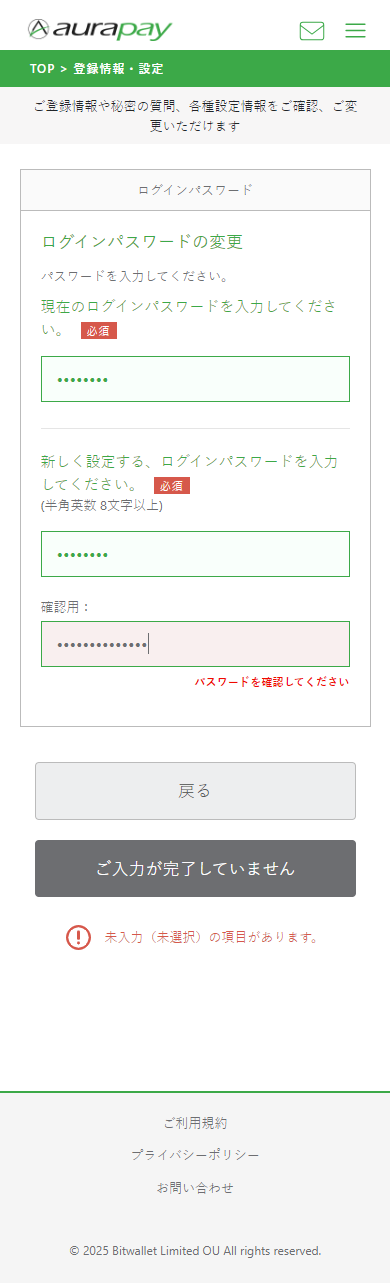 aurapay
TOP > 登録情報・設定
ご登録情報や秘密の質問、各種設定情報をご確認、ご変
更いただけます
ログインパスワード
ログインパスワードの変更
パスワードを入力してください。
現在のログインパスワードを入力してくださ
い。 必須
••••••••
新しく設定する、ログインパスワードを入力
してください。 必須
(半角英数 8文字以上)
••••••••
確認用：
••••••••••••••
パスワードを確認してください
戻る
ご入力が完了していません
未入力（未選択）の項目があります。
ご利用規約
プライバシーポリシー
お問い合わせ
© 2025 Bitwallet Limited OU All rights reserved.